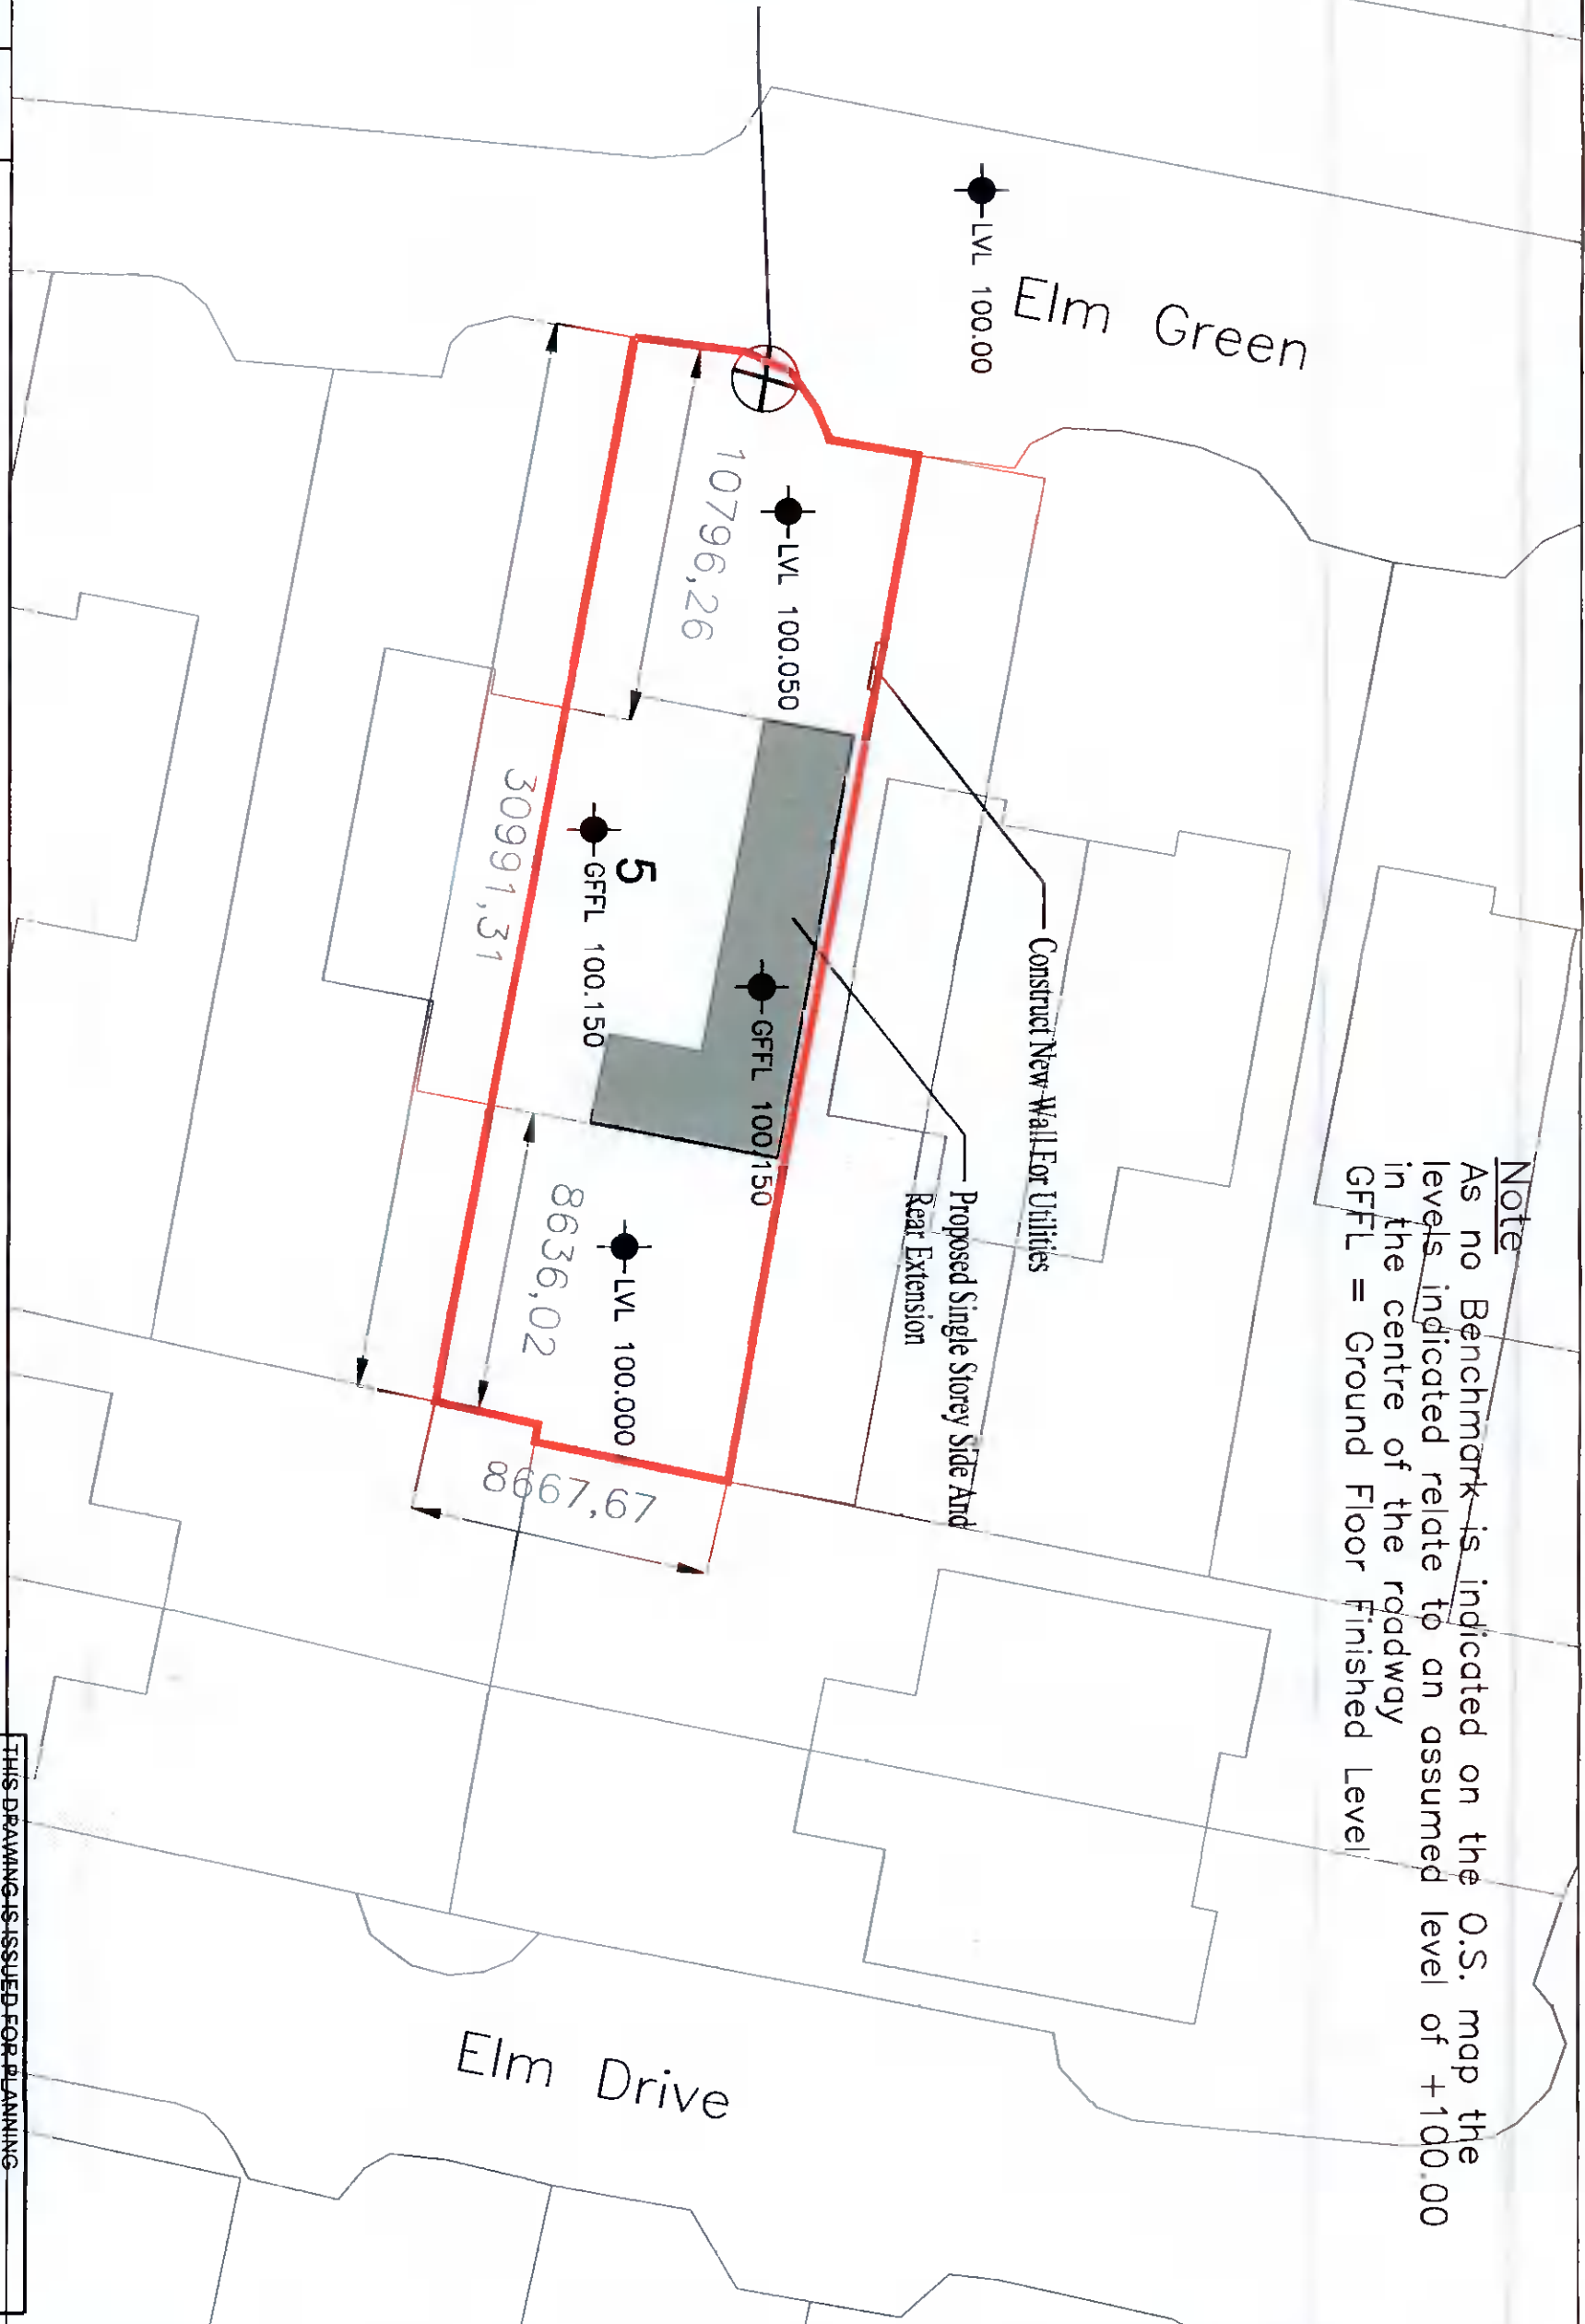 Note
As no Benchmark is indicated on the O.S. map the
levels indicated relate to an assumed level of +100.00
in the centre of the roadway
GFFL = Ground Floor Finished Level
Elm Green
LVL 100.00
Construct New Wall For Utilities
Proposed Single Storey Side And
Rear Extension
LVL 100.050
GFFL 100.150
10796,26
5
GFFL 100.150
LVL 100.000
30991,31
8636,02
8667,67
Elm Drive
THIS DRAWING IS ISSUED FOR PLANNING